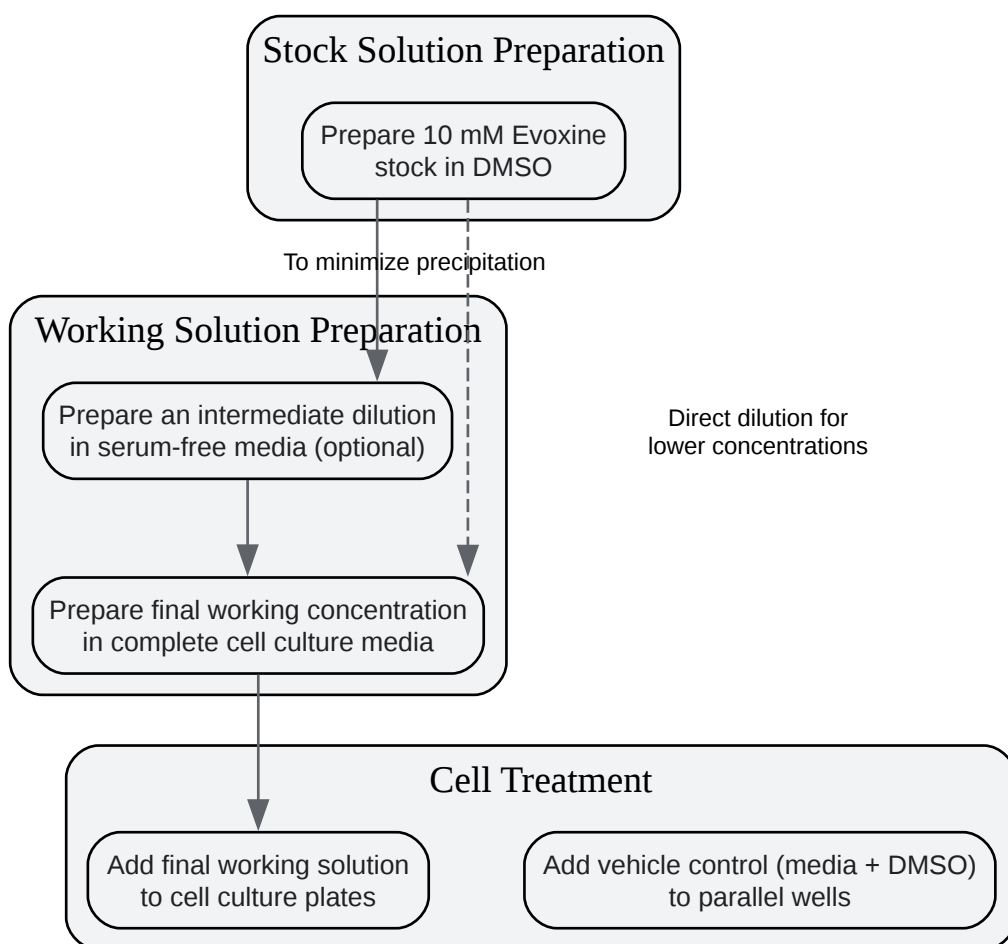 Stock Solution Preparation
Prepare 10 mM Evoxine
stock in DMSO
To minimize precipitation
Working Solution Preparation
Prepare an intermediate dilution
in serum-free media (optional)
Direct dilution for
lower concentrations
Prepare final working concentration
in complete cell culture media
Cell Treatment
Add final working solution
to cell culture plates
Add vehicle control (media + DMSO)
to parallel wells